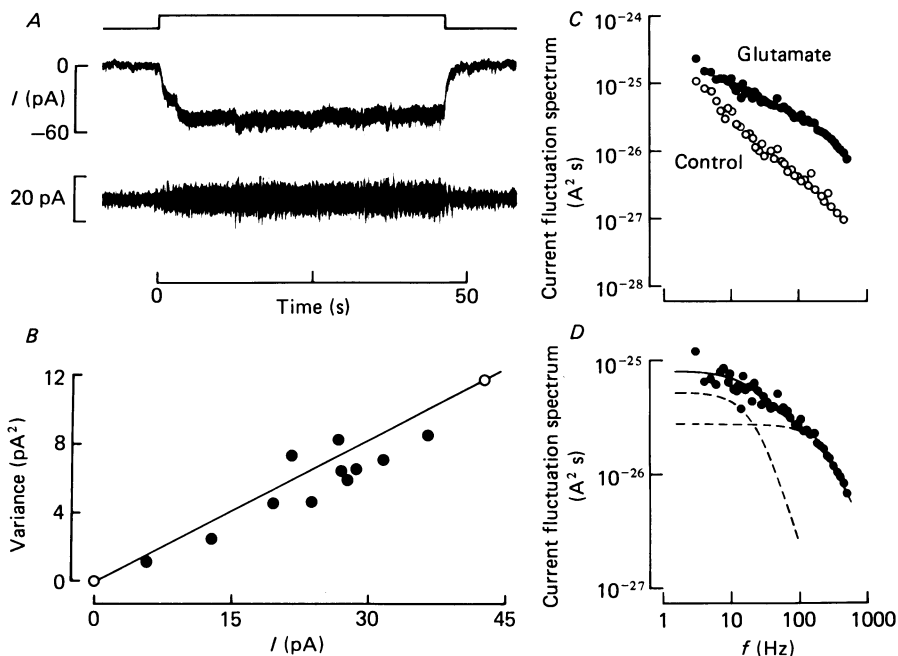 A
0
I (pA)
−60
20 pA
0
50
Time (s)
B
12
8
4
0
Variance (pA²)
0
15
30
45
I (pA)
C
10⁻²⁴
10⁻²⁵
10⁻²⁶
10⁻²⁷
10⁻²⁸
Current fluctuation spectrum
(A² s)
Glutamate
Control
D
10⁻²⁵
10⁻²⁶
10⁻²⁷
Current fluctuation spectrum
(A² s)
1
10
100
1000
f (Hz)